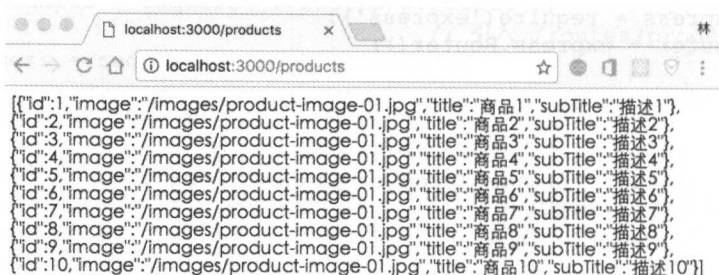 localhost:3000/products
林
localhost:3000/products
[{"id":1,"image":"/images/product-image-01.jpg","title":"商品1","subTitle":"描述1"},
{"id":2,"image":"/images/product-image-01.jpg","title":"商品2","subTitle":"描述2"},
{"id":3,"image":"/images/product-image-01.jpg","title":"商品3","subTitle":"描述3"},
{"id":4,"image":"/images/product-image-01.jpg","title":"商品4","subTitle":"描述4"},
{"id":5,"image":"/images/product-image-01.jpg","title":"商品5","subTitle":"描述5"},
{"id":6,"image":"/images/product-image-01.jpg","title":"商品6","subTitle":"描述6"},
{"id":7,"image":"/images/product-image-01.jpg","title":"商品7","subTitle":"描述7"},
{"id":8,"image":"/images/product-image-01.jpg","title":"商品8","subTitle":"描述8"},
{"id":9,"image":"/images/product-image-01.jpg","title":"商品9","subTitle":"描述9"},
{"id":10,"image":"/images/product-image-01.jpg","title":"商品10","subTitle":"描述10"}]